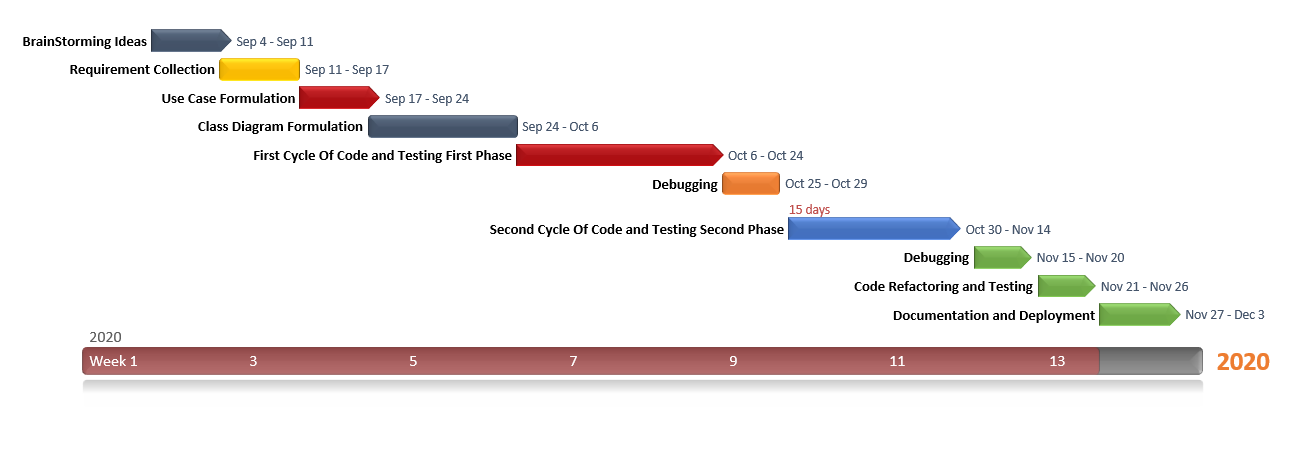 BrainStorming Ideas Sep 4 - Sep 11
Requirement Collection Sep 11 - Sep 17
Use Case Formulation Sep 17 - Sep 24
Class Diagram Formulation Sep 24 - Oct 6
First Cycle Of Code and Testing First Phase Oct 6 - Oct 24
Debugging Oct 25 - Oct 29
15 days
Second Cycle Of Code and Testing Second Phase Oct 30 - Nov 14
Debugging Nov 15 - Nov 20
Code Refactoring and Testing Nov 21 - Nov 26
Documentation and Deployment Nov 27 - Dec 3
2020
Week 1 3 5 7 9 11 13 2020